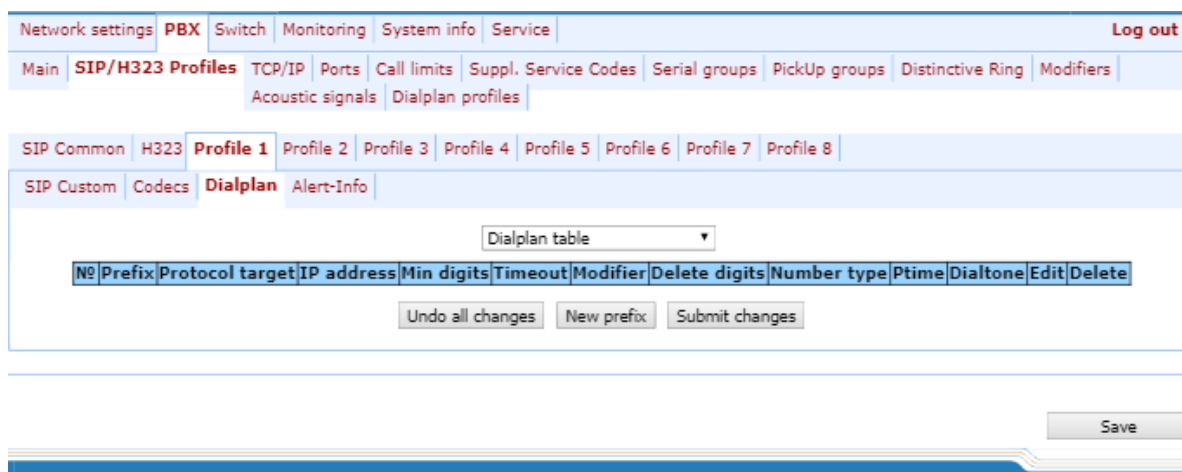 Network settings PBX Switch Monitoring System info Service Log out
Main SIP/H323 Profiles TCP/IP Ports Call limits Suppl. Service Codes Serial groups PickUp groups Distinctive Ring Modifiers
Acoustic signals Dialplan profiles
SIP Common H323 Profile 1 Profile 2 Profile 3 Profile 4 Profile 5 Profile 6 Profile 7 Profile 8
SIP Custom Codecs Dialplan Alert-Info
Dialplan table
№ Prefix Protocol target IP address Min digits Timeout Modifier Delete digits Number type Ptime Dialtone Edit Delete
Undo all changes New prefix Submit changes
Save